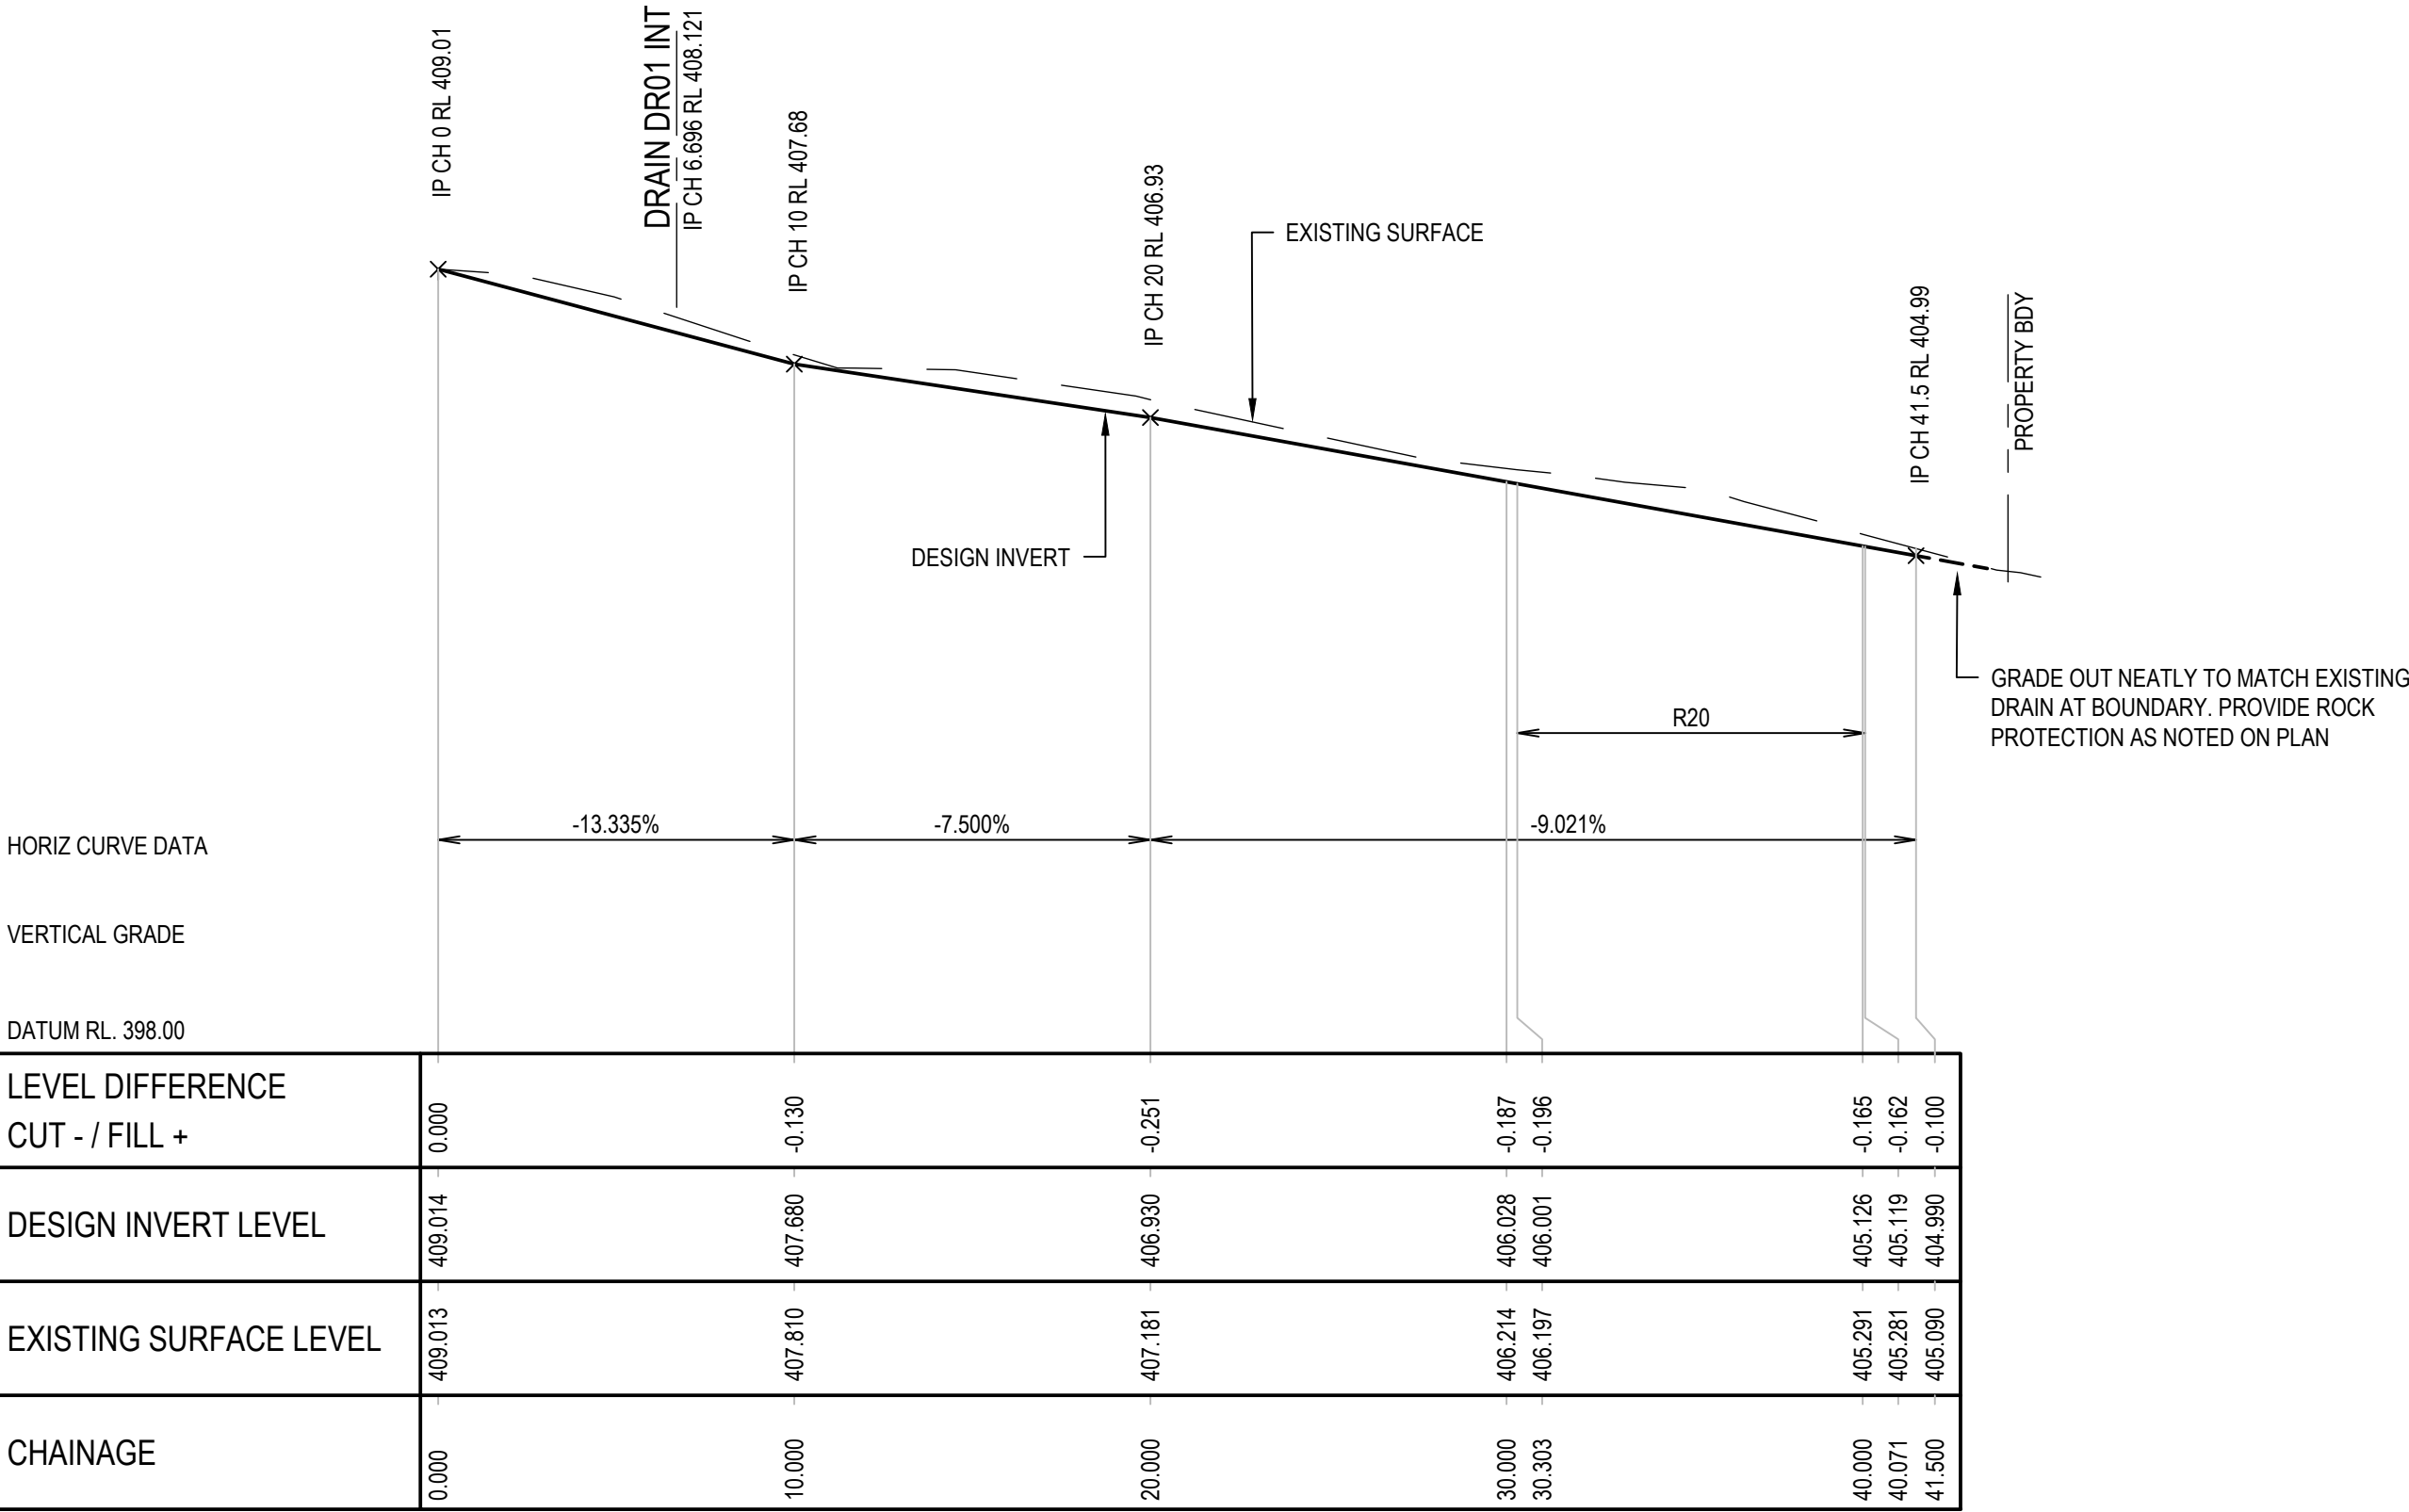 IP CH 0 RL 409.01
DRAIN DR01 INT
IP CH 6.696 RL 408.121
IP CH 10 RL 407.68
IP CH 20 RL 406.93
EXISTING SURFACE
IP CH 41.5 RL 404.99
PROPERTY BDY
DESIGN INVERT
GRADE OUT NEATLY TO MATCH EXISTING
DRAIN AT BOUNDARY. PROVIDE ROCK
PROTECTION AS NOTED ON PLAN
R20
-13.335% -7.500% -9.021%
HORIZ CURVE DATA
VERTICAL GRADE
DATUM RL. 398.00
LEVEL DIFFERENCE
CUT - / FILL +
0.000 -0.130 -0.251 -0.187 -0.196 -0.165 -0.162 -0.100
DESIGN INVERT LEVEL
409.014 407.680 406.930 406.028 406.001 405.126 405.119 404.990
EXISTING SURFACE LEVEL
409.013 407.810 407.181 406.214 406.197 405.291 405.281 405.090
CHAINAGE
0.000 10.000 20.000 30.000 30.303 40.000 40.071 41.500